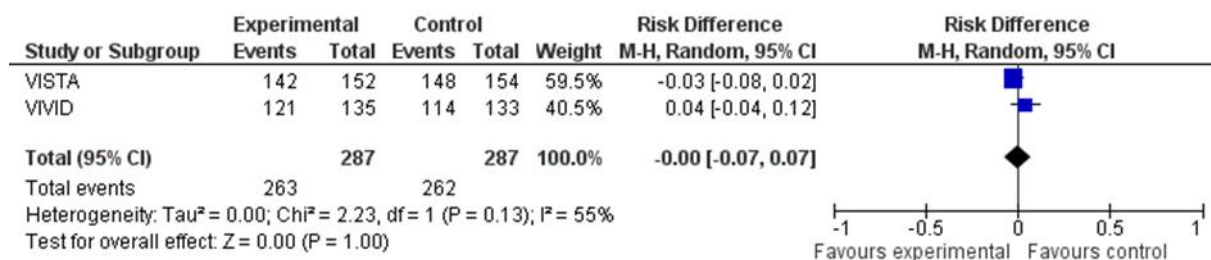 Experimental Control Risk Difference Risk Difference
Study or Subgroup Events Total Events Total Weight M-H, Random, 95% CI M-H, Random, 95% CI
VISTA 142 152 148 154 59.5% -0.03 [-0.08, 0.02]
VIVID 121 135 114 133 40.5% 0.04 [-0.04, 0.12]
Total (95% CI) 287 287 100.0% -0.00 [-0.07, 0.07]
Total events 263 262
Heterogeneity: Tau² = 0.00; Chi² = 2.23, df = 1 (P = 0.13); I² = 55%
Test for overall effect: Z = 0.00 (P = 1.00)
-1 -0.5 0 0.5 1
Favours experimental Favours control